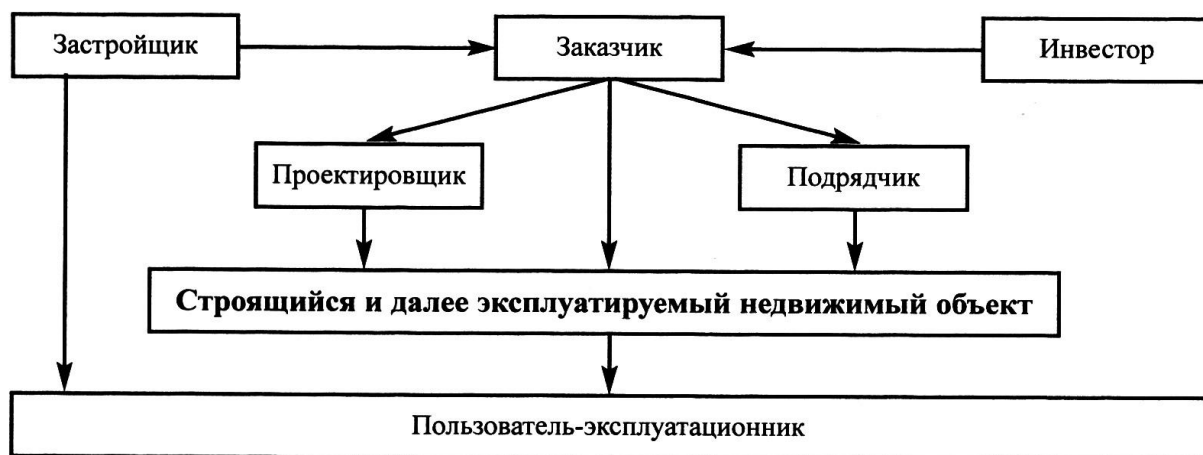 Застройщик
Заказчик
Инвестор
Проектировщик
Подрядчик
Строящийся и далее эксплуатируемый недвижимый объект
Пользователь-эксплуатационник